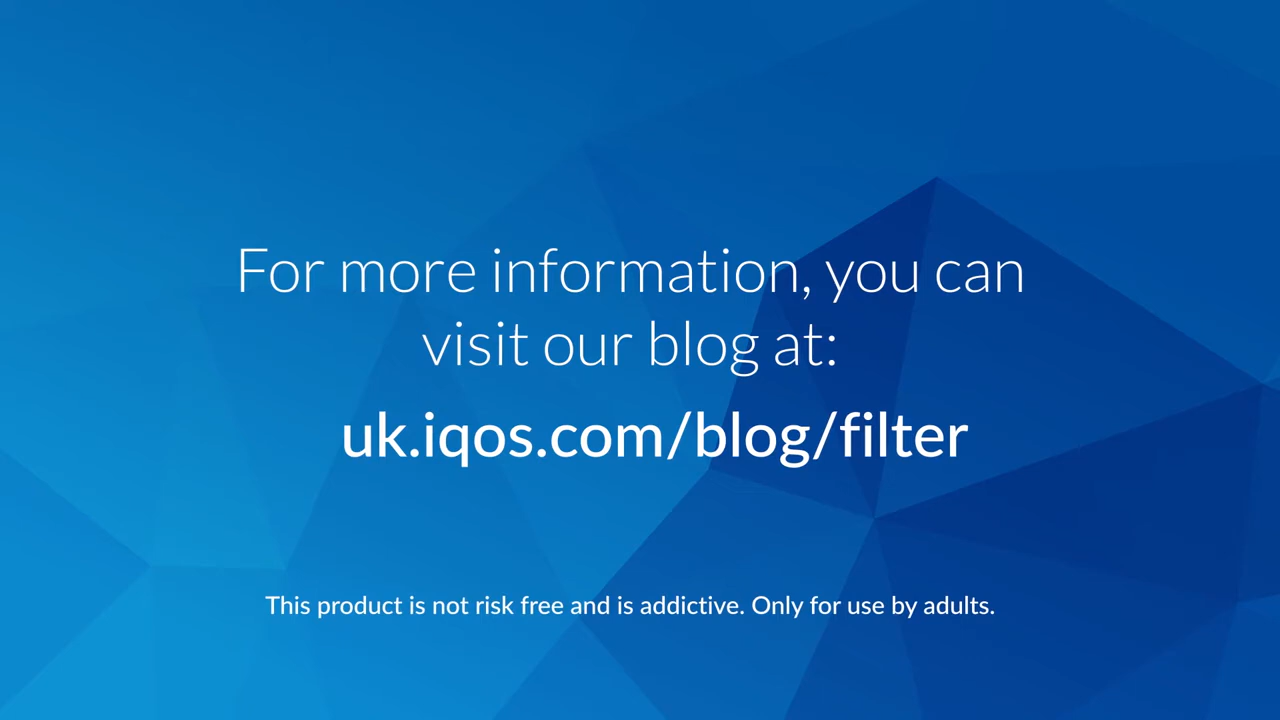 For more information, you can
visit our blog at:
uk.iqos.com/blog/filter
This product is not risk free and is addictive. Only for use by adults.